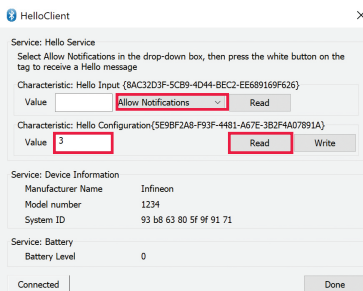 HelloClient
Service: Hello Service
Select Allow Notifications in the drop-down box, then press the white button on the
tag to receive a Hello message
Characteristic: Hello Input {8AC32D3F-5CB9-4D44-BEC2-EE689169F626}
Value Allow Notifications Read
Characteristic: Hello Configuration{5E9BF2A8-F93F-4481-A67E-3B2F4A07891A}
Value 3 Read Write
Service: Device Information
Manufacturer Name Infineon
Model number 1234
System ID 93 b8 63 80 5f 9f 91 71
Service: Battery
Battery Level 0
Connected Done